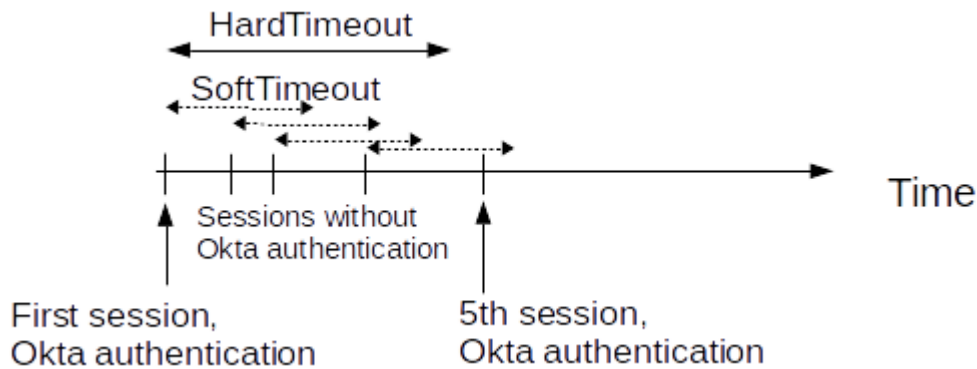 HardTimeout
SoftTimeout
Time
Sessions without
Okta authentication
First session,
Okta authentication
5th session,
Okta authentication